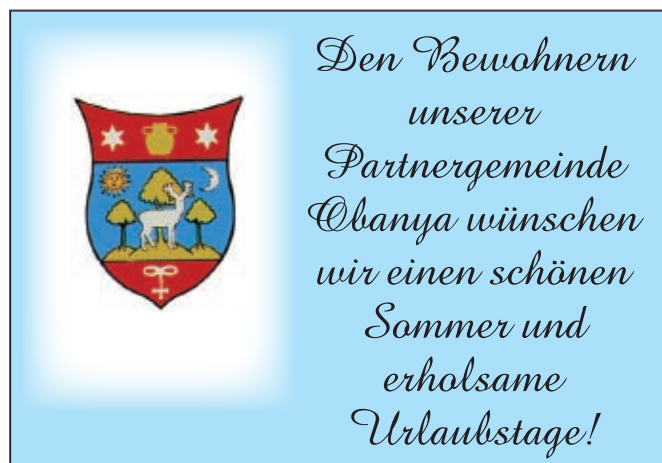 Den Bewohnern
unserer
Partnergemeinde
Obanya wünschen
wir einen schönen
Sommer und
erholsame
Urlaubstage!